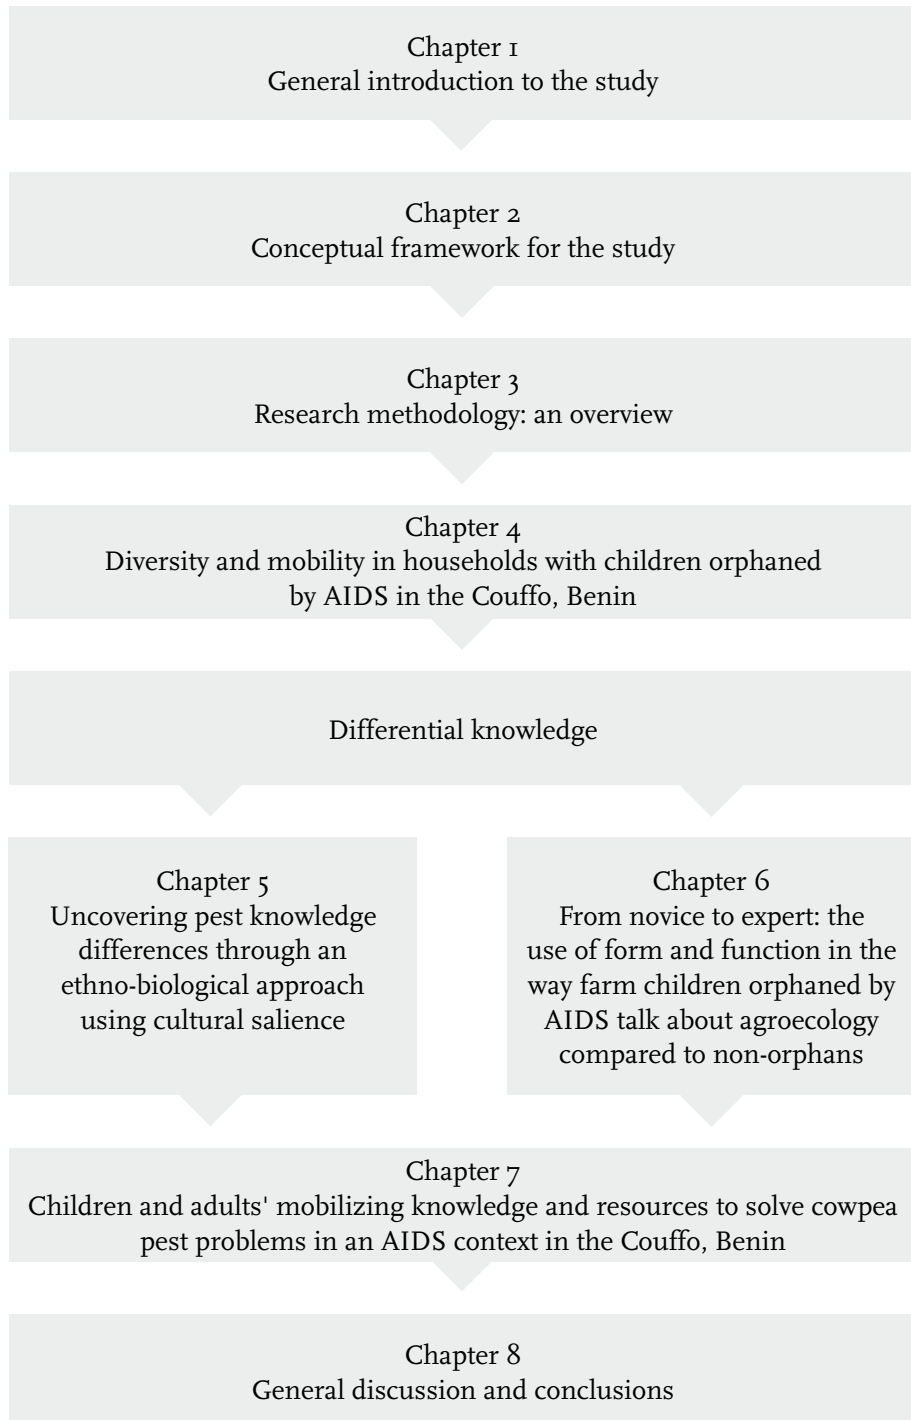 Chapter 1
General introduction to the study
Chapter 2
Conceptual framework for the study
Chapter 3
Research methodology: an overview
Chapter 4
Diversity and mobility in households with children orphaned
by AIDS in the Couffo, Benin
Differential knowledge
Chapter 5
Uncovering pest knowledge
differences through an
ethno-biological approach
using cultural salience
Chapter 6
From novice to expert: the
use of form and function in the
way farm children orphaned by
AIDS talk about agroecology
compared to non-orphans
Chapter 7
Children and adults' mobilizing knowledge and resources to solve cowpea
pest problems in an AIDS context in the Couffo, Benin
Chapter 8
General discussion and conclusions